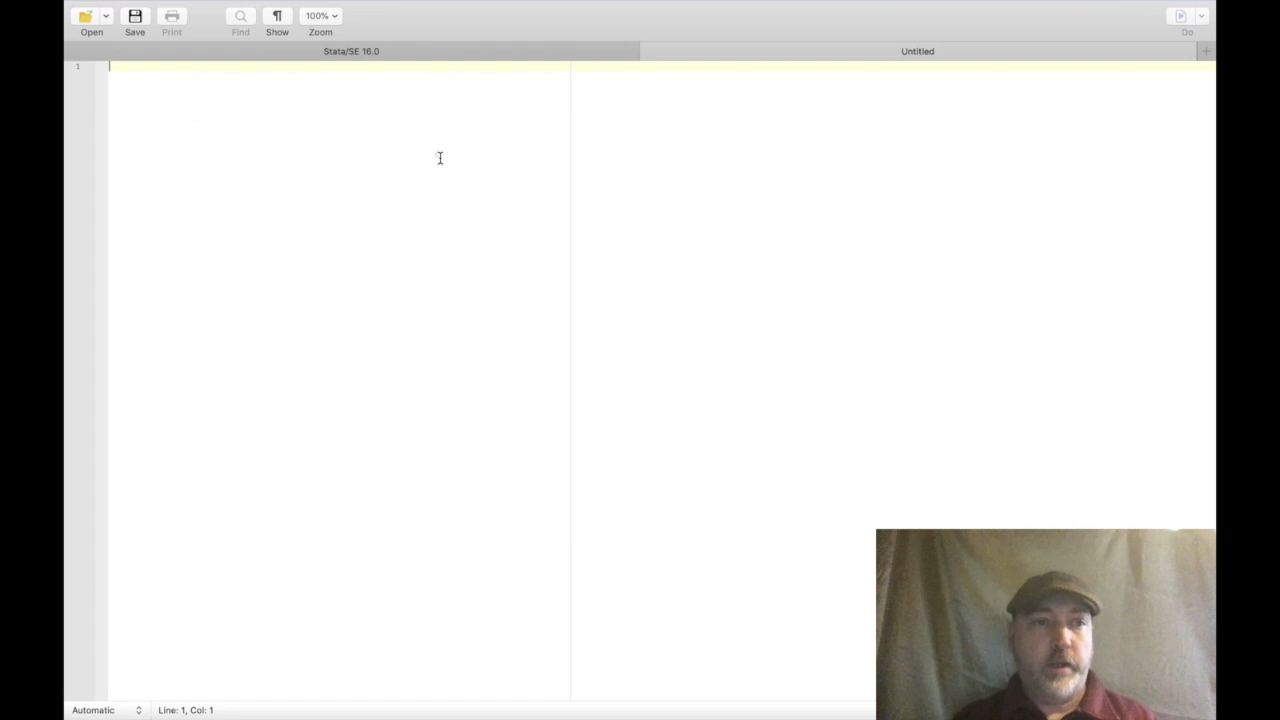 Open Save Print Find Show 100% Zoom Do
Stata/SE 16.0 Untitled +
1
Automatic Line: 1, Col: 1